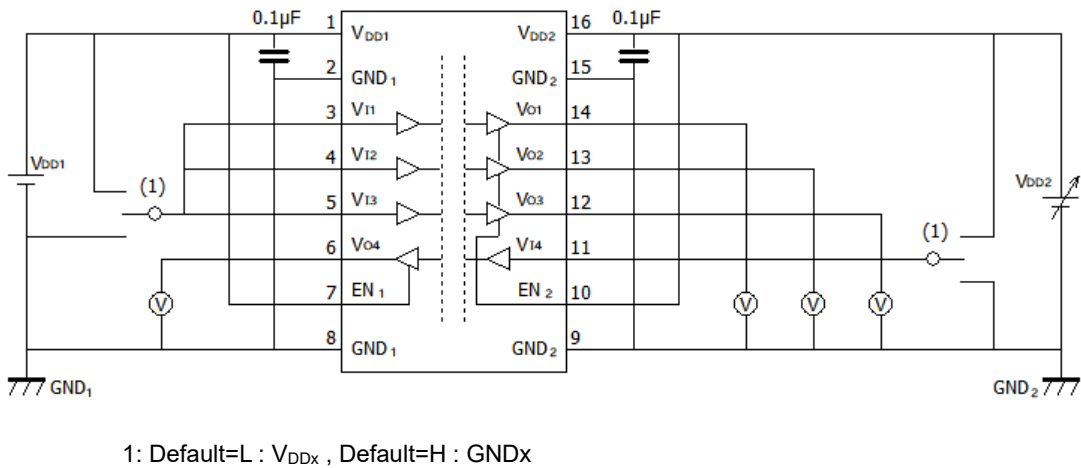 0.1µF
1
VDD1
VDD2
16
0.1µF
2
GND1
GND2
15
3
VI1
VO1
14
4
VI2
VO2
13
VDD1
(1)
5
VI3
VO3
12
VDD2
6
VO4
VI4
11
(1)
V
7
EN1
EN2
10
V
V
V
8
GND1
GND2
9
GND1
GND2
1: Default=L : VDDx , Default=H : GNDx